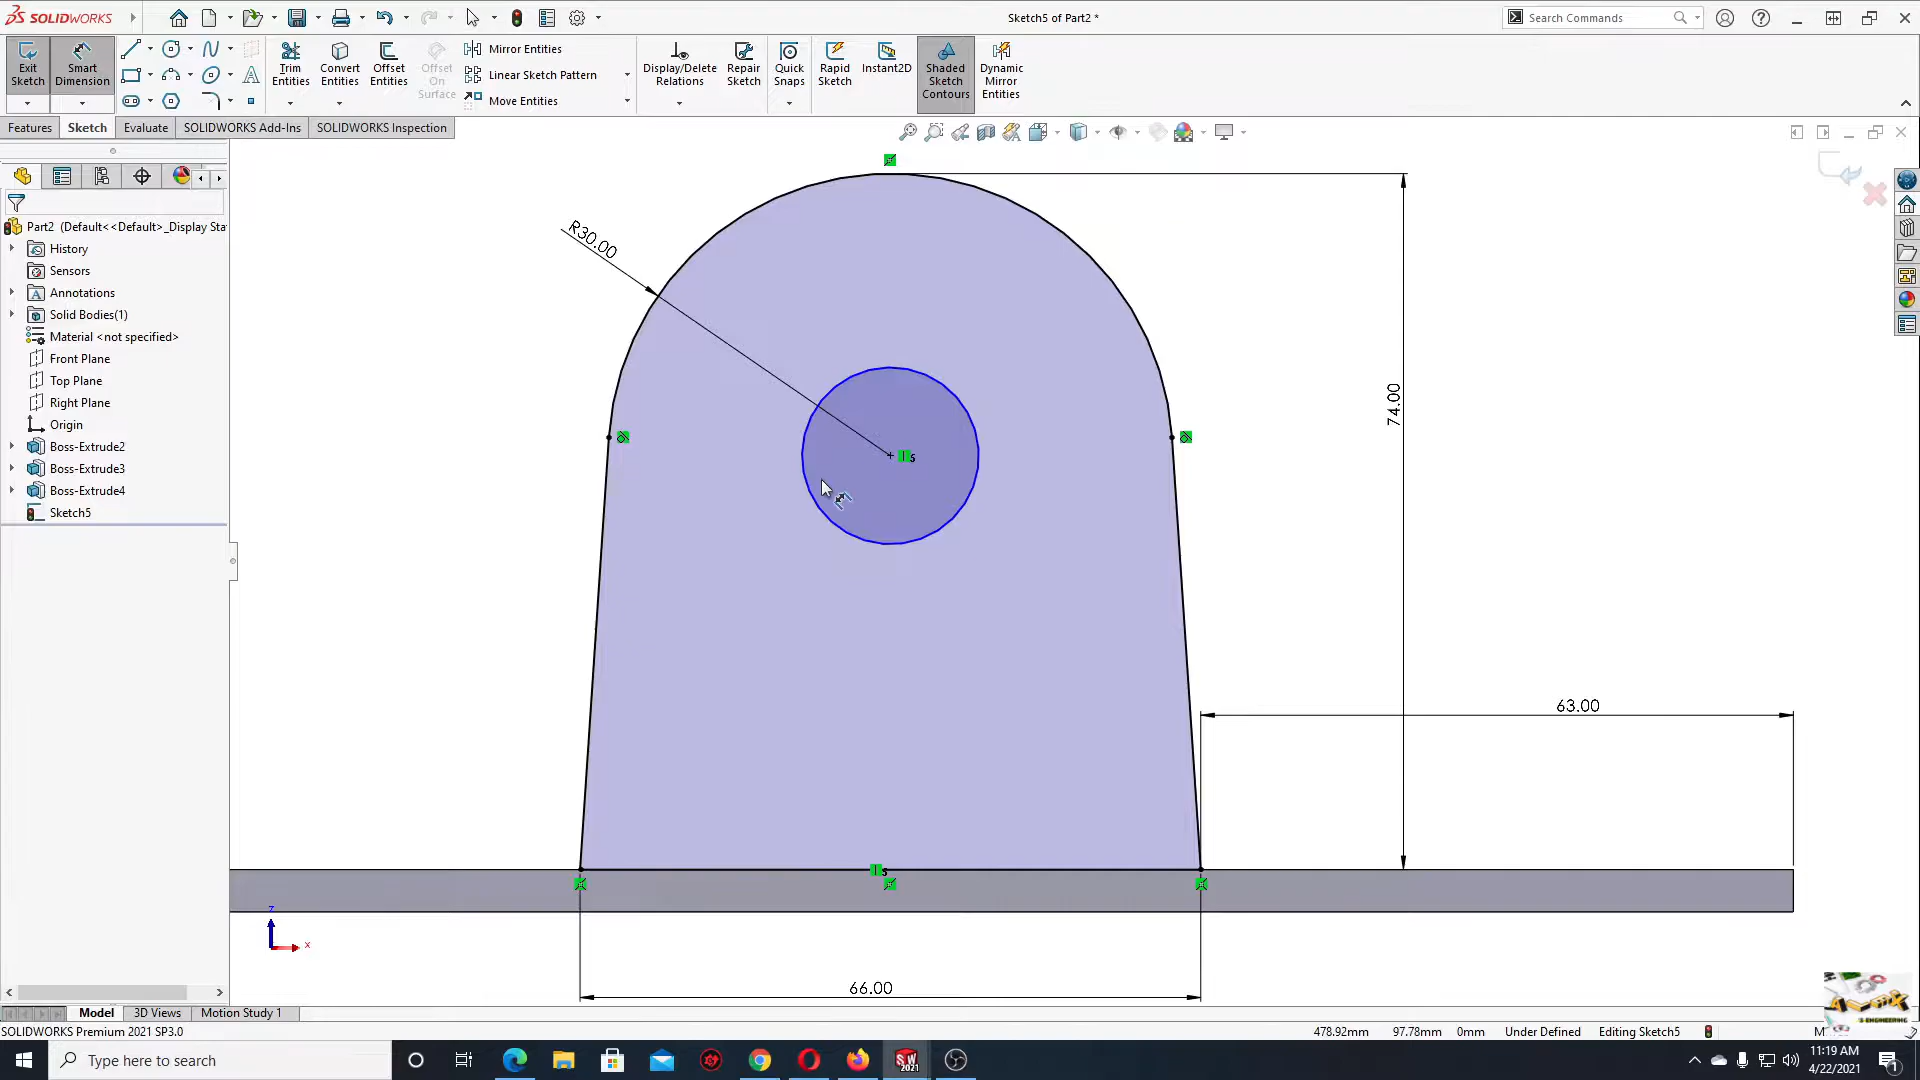 SOLIDWORKS
Sketch5 of Part2 *
Search Commands
Exit Sketch
Smart Dimension
Trim Entities
Convert Entities
Offset Entities
Offset On Surface
Mirror Entities
Linear Sketch Pattern
Move Entities
Display/Delete Relations
Repair Sketch
Quick Snaps
Rapid Sketch
Instant2D
Shaded Sketch Contours
Dynamic Mirror Entities
Features
Sketch
Evaluate
SOLIDWORKS Add-Ins
SOLIDWORKS Inspection
Part2 (Default<<Default>_Display Sta
History
Sensors
Annotations
Solid Bodies(1)
Material <not specified>
Front Plane
Top Plane
Right Plane
Origin
Boss-Extrude2
Boss-Extrude3
Boss-Extrude4
Sketch5
R30.00
74.00
63.00
66.00
z
x
Model
3D Views
Motion Study 1
SOLIDWORKS Premium 2021 SP3.0
478.92mm
97.78mm
0mm
Under Defined
Editing Sketch5
Type here to search
11:19 AM
4/22/2021